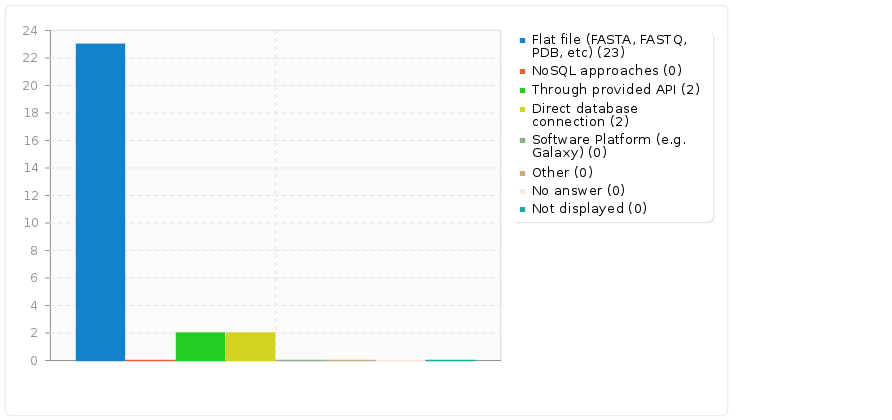 24
22
20
18
16
14
12
10
8
6
4
2
0
Flat file (FASTA, FASTQ,
PDB, etc) (23)
NoSQL approaches (0)
Through provided API (2)
Direct database
connection (2)
Software Platform (e.g.
Galaxy) (0)
Other (0)
No answer (0)
Not displayed (0)